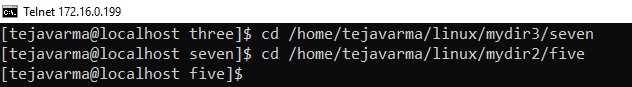 Telnet 172.16.0.199
[tejavarma@localhost three]$ cd /home/tejavarma/linux/mydir3/seven
[tejavarma@localhost seven]$ cd /home/tejavarma/linux/mydir2/five
[tejavarma@localhost five]$